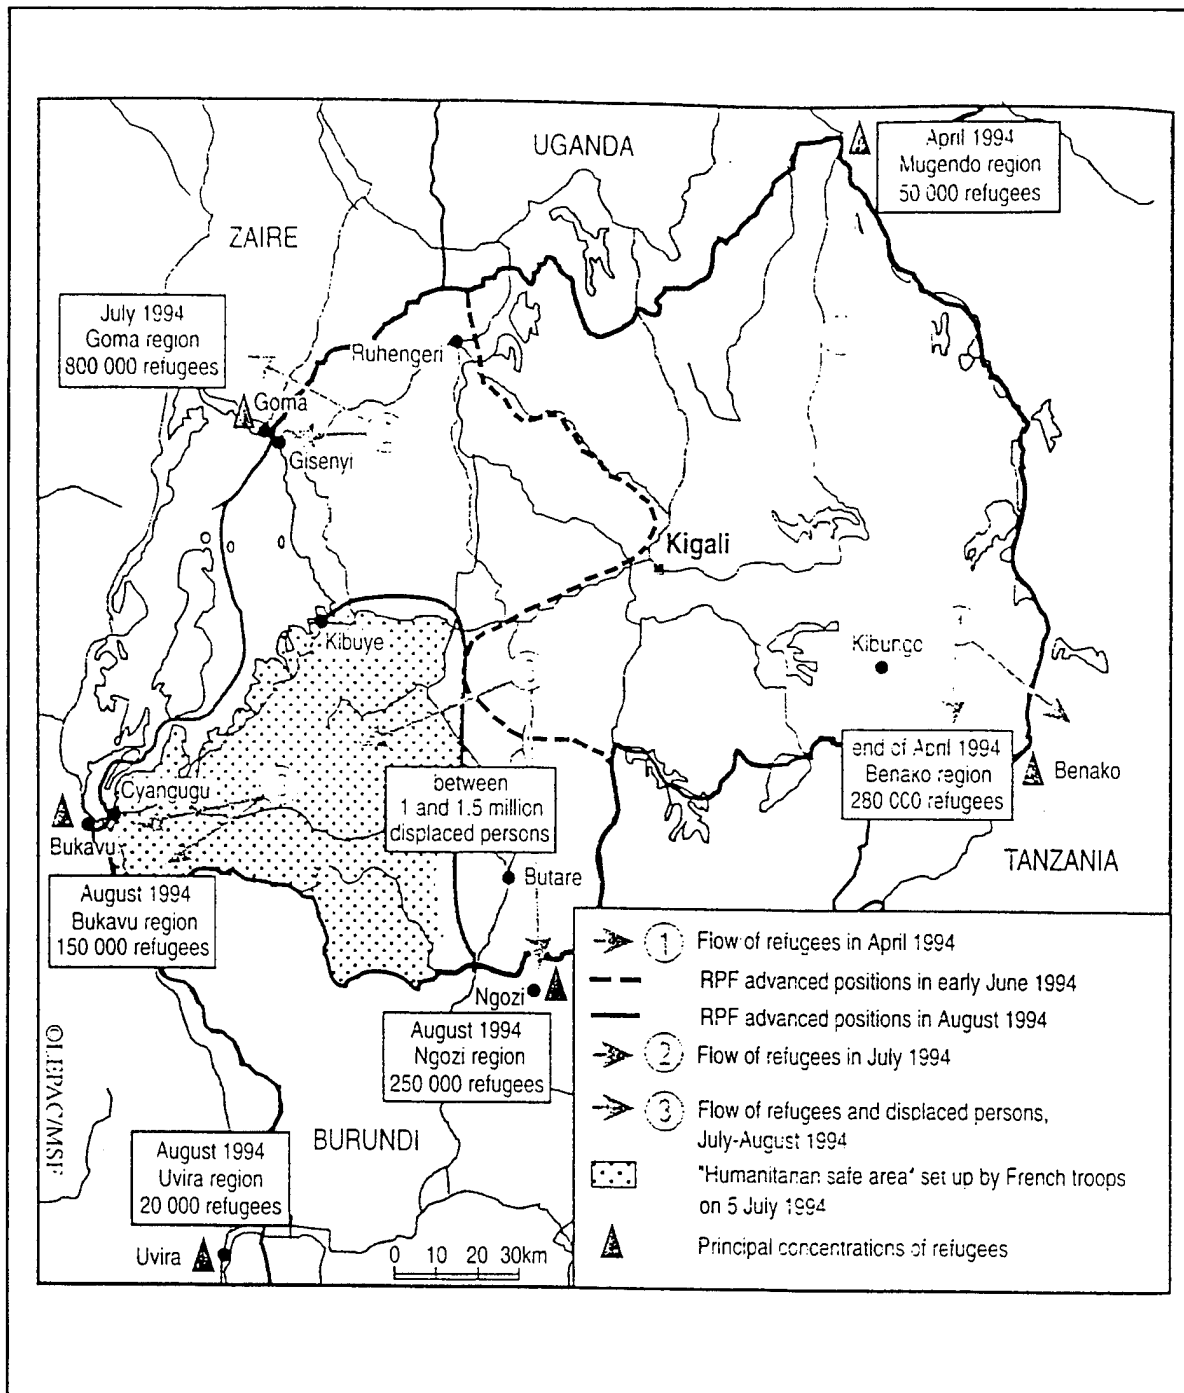 UGANDA
April 1994
Mugendo region
50 000 refugees
ZAIRE
July 1994
Goma region
800 000 refugees
Ruhengeri
Goma
Gisenyi
Kigali
Kibuye
Kibungo
end of April 1994
Benako region
280 000 refugees
Benako
between
1 and 1.5 million
displaced persons
Cyangugu
Bukavu
TANZANIA
Butare
August 1994
Bukavu region
150 000 refugees
Ngozi
August 1994
Ngozi region
250 000 refugees
BURUNDI
August 1994
Uvira region
20 000 refugees
Uvira
0 10 20 30km
©LEPAC/MSF
1 Flow of refugees in April 1994
RPF advanced positions in early June 1994
RPF advanced positions in August 1994
2 Flow of refugees in July 1994
3 Flow of refugees and displaced persons,
July-August 1994
"Humanitarian safe area" set up by French troops
on 5 July 1994
Principal concentrations of refugees